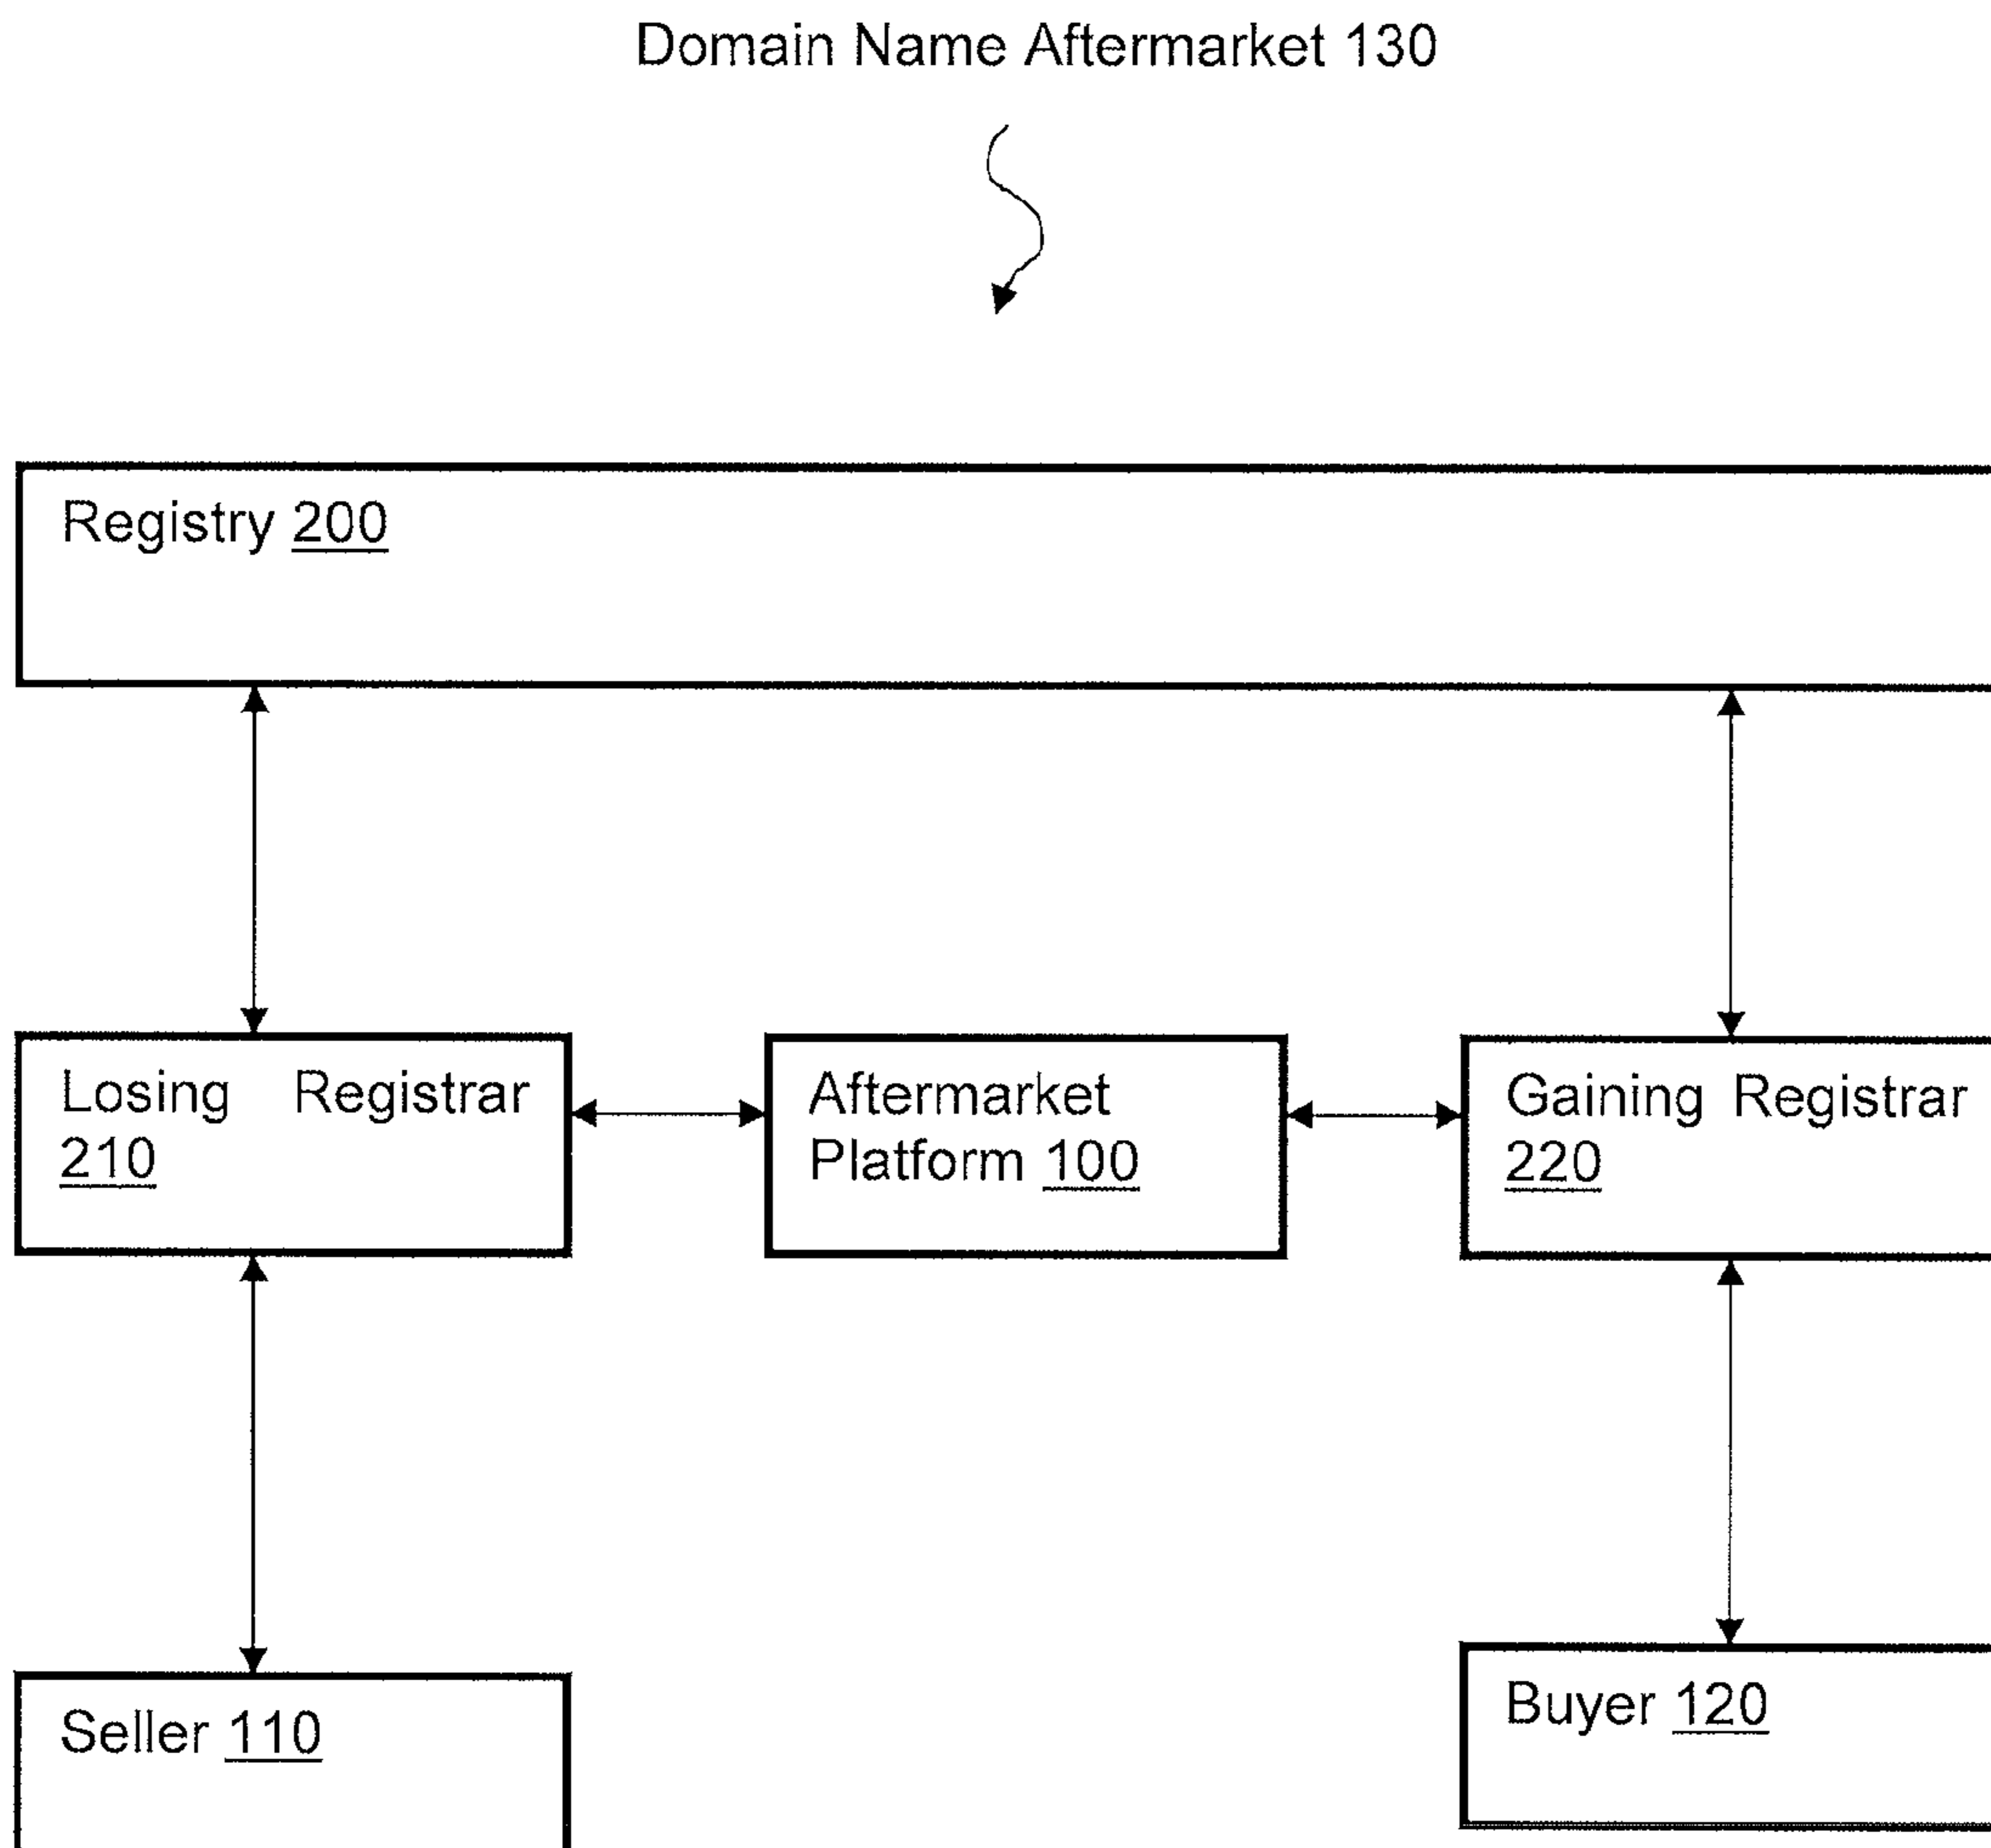 Domain Name Aftermarket 130
Registry 200
Losing Registrar
210
Aftermarket
Platform 100
Gaining Registrar
220
Seller 110
Buyer 120